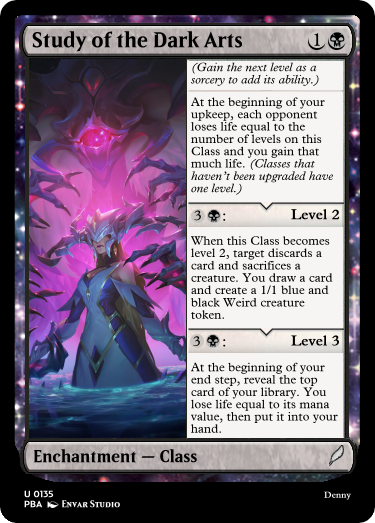 Study of the Dark Arts 1
(Gain the next level as a
sorcery to add its ability.)
At the beginning of your
upkeep, each opponent
loses life equal to the
number of levels on this
Class and you gain that
much life. (Classes that
haven't been upgraded have
one level.)
3 : Level 2
When this Class becomes
level 2, target discards a
card and sacrifices a
creature. You draw a card
and create a 1/1 blue and
black Weird creature
token.
3 : Level 3
At the beginning of your
end step, reveal the top
card of your library. You
lose life equal to its mana
value, then put it into your
hand.
Enchantment — Class
U 0135
PBA Envar Studio
Denny